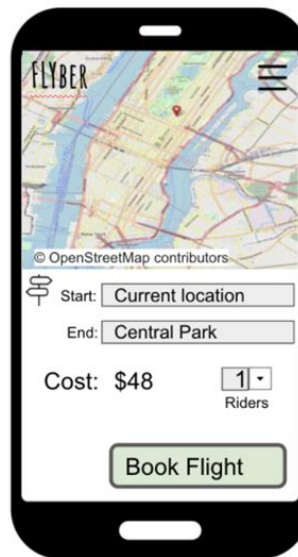 FLYBER
© OpenStreetMap contributors
Start: Current location
End: Central Park
Cost: $48 1
Riders
Book Flight